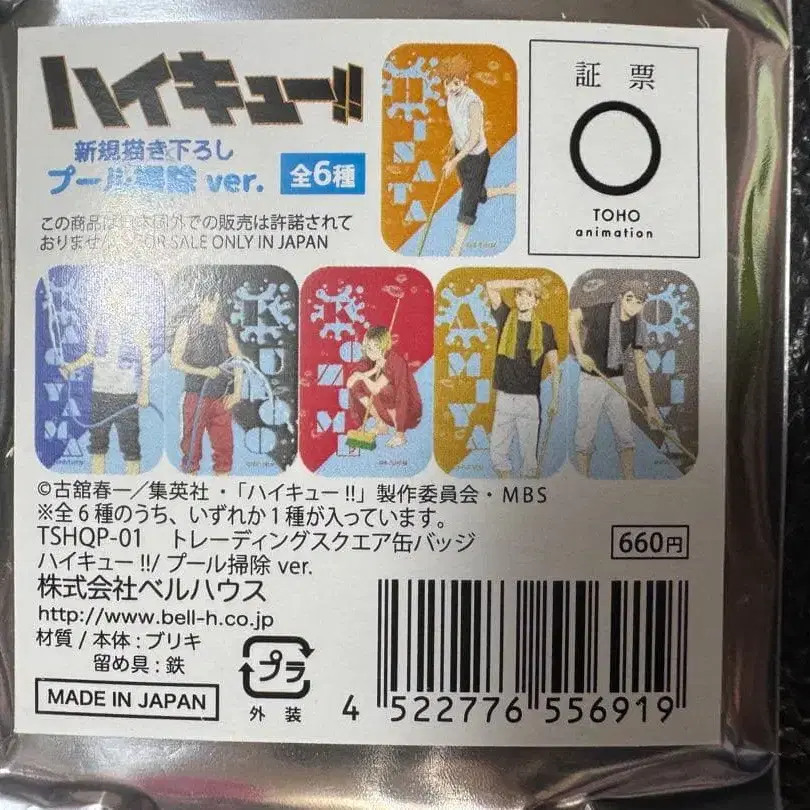 ハイキュー!!
新規描き下ろし
プール掃除 ver.
全6種
この商品は日本国外での販売は許諾されて
おりません。FOR SALE ONLY IN JAPAN
証票
TOHO
animation
HINATA
KAGEYAMA
KUROO
KOZUME
MIYA
MIYA
©古舘春一／集英社・「ハイキュー!!」製作委員会・MBS
※全6種のうち、いずれか1種が入っています。
TSHQP-01 トレーディングスクエア缶バッジ
ハイキュー!!/ プール掃除 ver.
660円
株式会社ベルハウス
http://www.bell-h.co.jp
材質 / 本体 : ブリキ
留め具 : 鉄
MADE IN JAPAN
プラ
外装
4 522776 556919